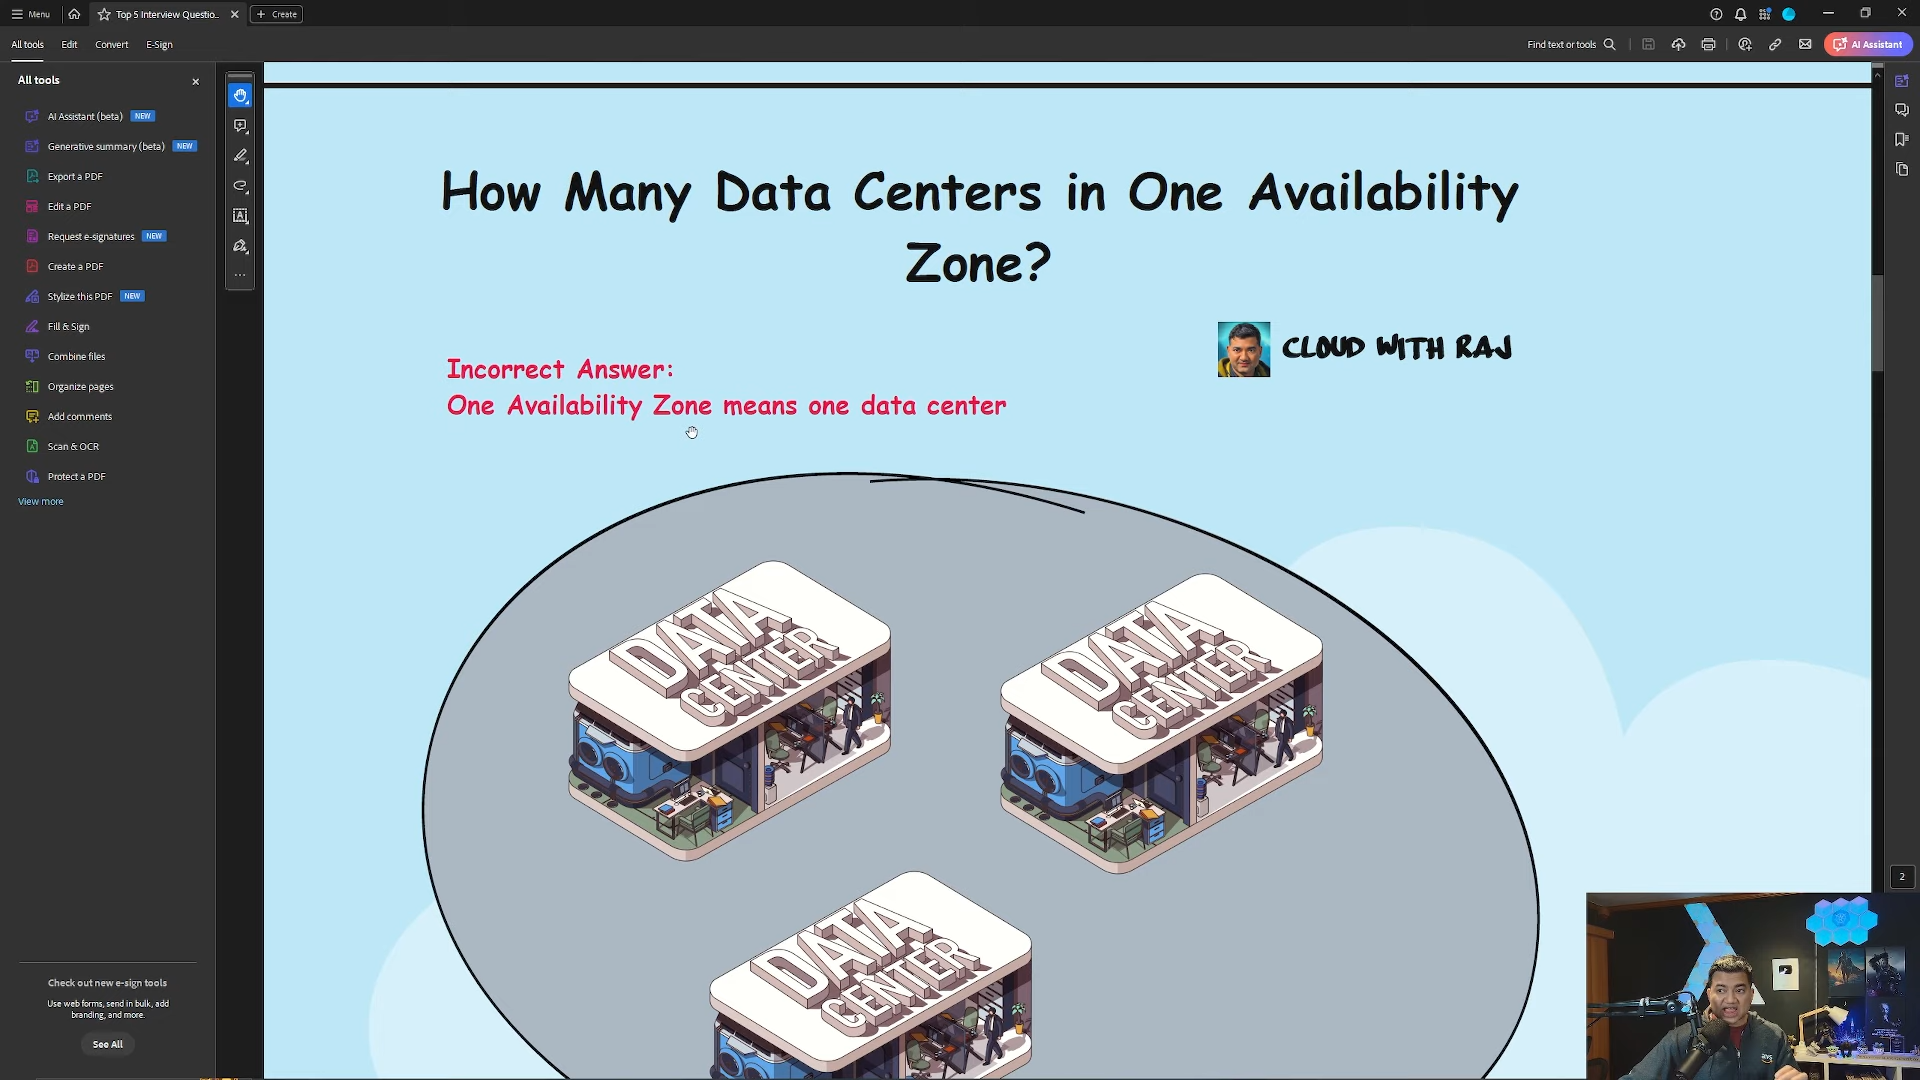 Menu
Top 5 Interview Questio..
Create
All tools
Edit
Convert
E-Sign
Find text or tools
AI Assistant
All tools
AI Assistant (beta) NEW
Generative summary (beta) NEW
Export a PDF
Edit a PDF
Request e-signatures NEW
Create a PDF
Stylize this PDF NEW
Fill & Sign
Combine files
Organize pages
Add comments
Scan & OCR
Protect a PDF
View more
Check out new e-sign tools
Use web forms, send in bulk, add
branding, and more.
See All
How Many Data Centers in One Availability
Zone?
CLOUD WITH RAJ
Incorrect Answer:
One Availability Zone means one data center
DATA
CENTER
DATA
CENTER
DATA
CENTER
2